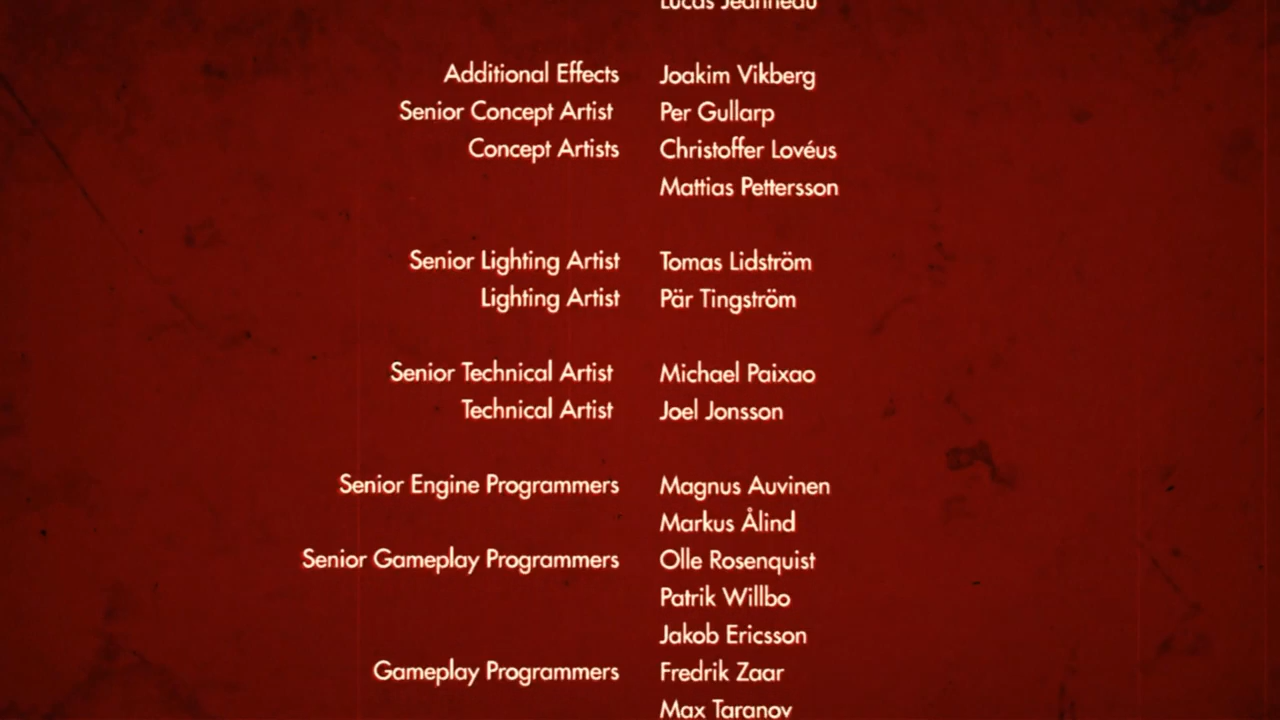 Lucas Jeanneau
Additional Effects Joakim Vikberg
Senior Concept Artist Per Gullarp
Concept Artists Christoffer Lovéus
Mattias Pettersson
Senior Lighting Artist Tomas Lidström
Lighting Artist Pär Tingström
Senior Technical Artist Michael Paixao
Technical Artist Joel Jonsson
Senior Engine Programmers Magnus Auvinen
Markus Ålind
Senior Gameplay Programmers Olle Rosenquist
Patrik Willbo
Jakob Ericsson
Gameplay Programmers Fredrik Zaar
Max Taranov